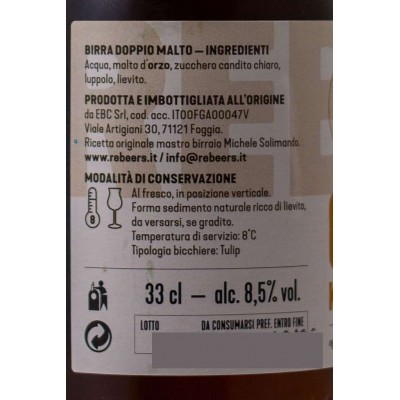 BIRRA DOPPIO MALTO — INGREDIENTI
Acqua, malto d'orzo, zucchero candito chiaro,
luppolo, lievito.
PRODOTTA E IMBOTTIGLIATA ALL'ORIGINE
da EBC Srl, cod. acc. IT00FGA00047V
Viale Artigiani 30, 71121 Foggia.
Ricetta originale mastro birraio Michele Solimando.
www.rebeers.it / info@rebeers.it
MODALITÀ DI CONSERVAZIONE
Al fresco, in posizione verticale.
Forma sedimento naturale ricco di lievito,
da versarsi, se gradito.
Temperatura di servizio: 8°C
Tipologia bicchiere: Tulip
8
33 cl — alc. 8,5% vol.
LOTTO
DA CONSUMARSI PREF. ENTRO FINE